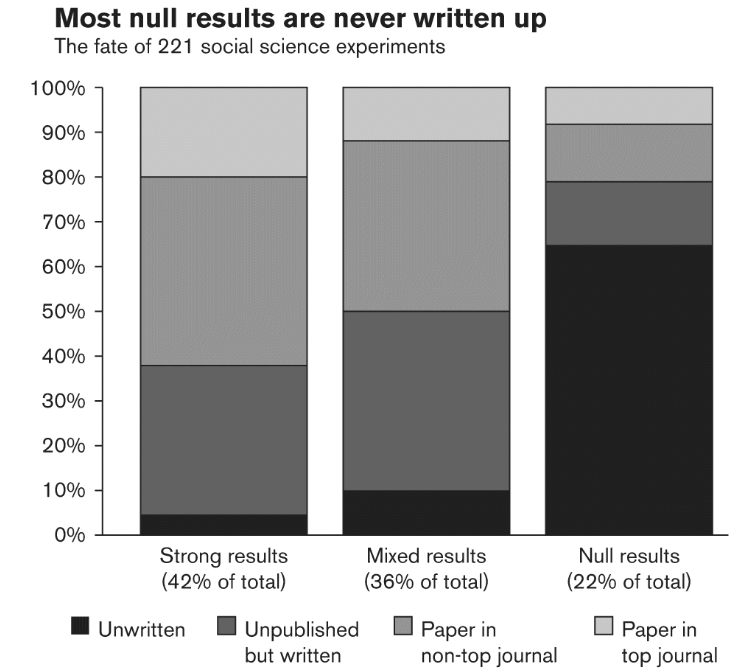 Most null results are never written up
The fate of 221 social science experiments
100%
90%
80%
70%
60%
50%
40%
30%
20%
10%
0%
Strong results
(42% of total)
Mixed results
(36% of total)
Null results
(22% of total)
Unwritten
Unpublished
but written
Paper in
non-top journal
Paper in
top journal